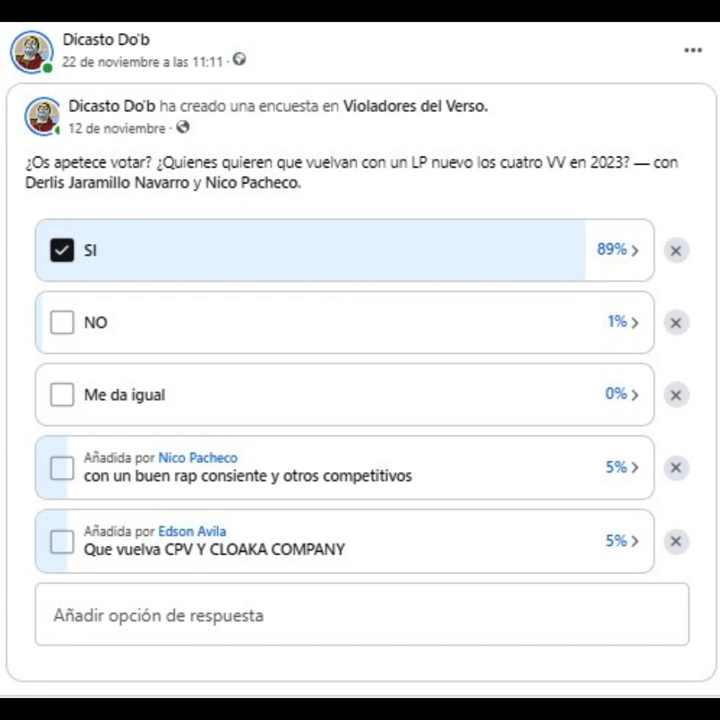 Dicasto Do'b
22 de noviembre a las 11:11 ·
Dicasto Do'b ha creado una encuesta en Violadores del Verso.
12 de noviembre ·
¿Os apetece votar? ¿Quienes quieren que vuelvan con un LP nuevo los cuatro VV en 2023? — con
Derlis Jaramillo Navarro y Nico Pacheco.
SI 89%
NO 1%
Me da igual 0%
Añadida por Nico Pacheco
con un buen rap consiente y otros competitivos 5%
Añadida por Edson Avila
Que vuelva CPV Y CLOAKA COMPANY 5%
Añadir opción de respuesta